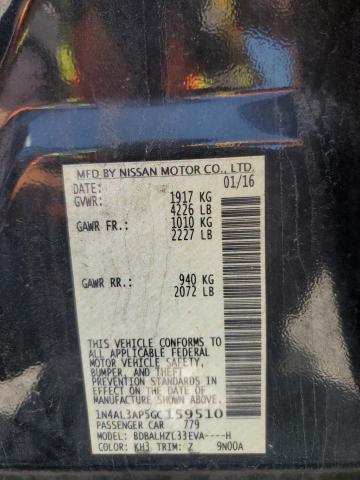 MFD BY NISSAN MOTOR CO., LTD.
DATE: 01/16
GVWR: 1917 KG
4226 LB
GAWR FR.: 1010 KG
2227 LB
GAWR RR.: 940 KG
2072 LB
THIS VEHICLE CONFORMS TO
ALL APPLICABLE FEDERAL
MOTOR VEHICLE SAFETY,
BUMPER, AND THEFT
PREVENTION STANDARDS IN
EFFECT ON THE DATE OF
MANUFACTURE SHOWN ABOVE.
1N4AL3AP5GC159510
PASSENGER CAR 779
MODEL: BDBALHZL33EVA----H
COLOR: KH3 TRIM: Z 9N00A